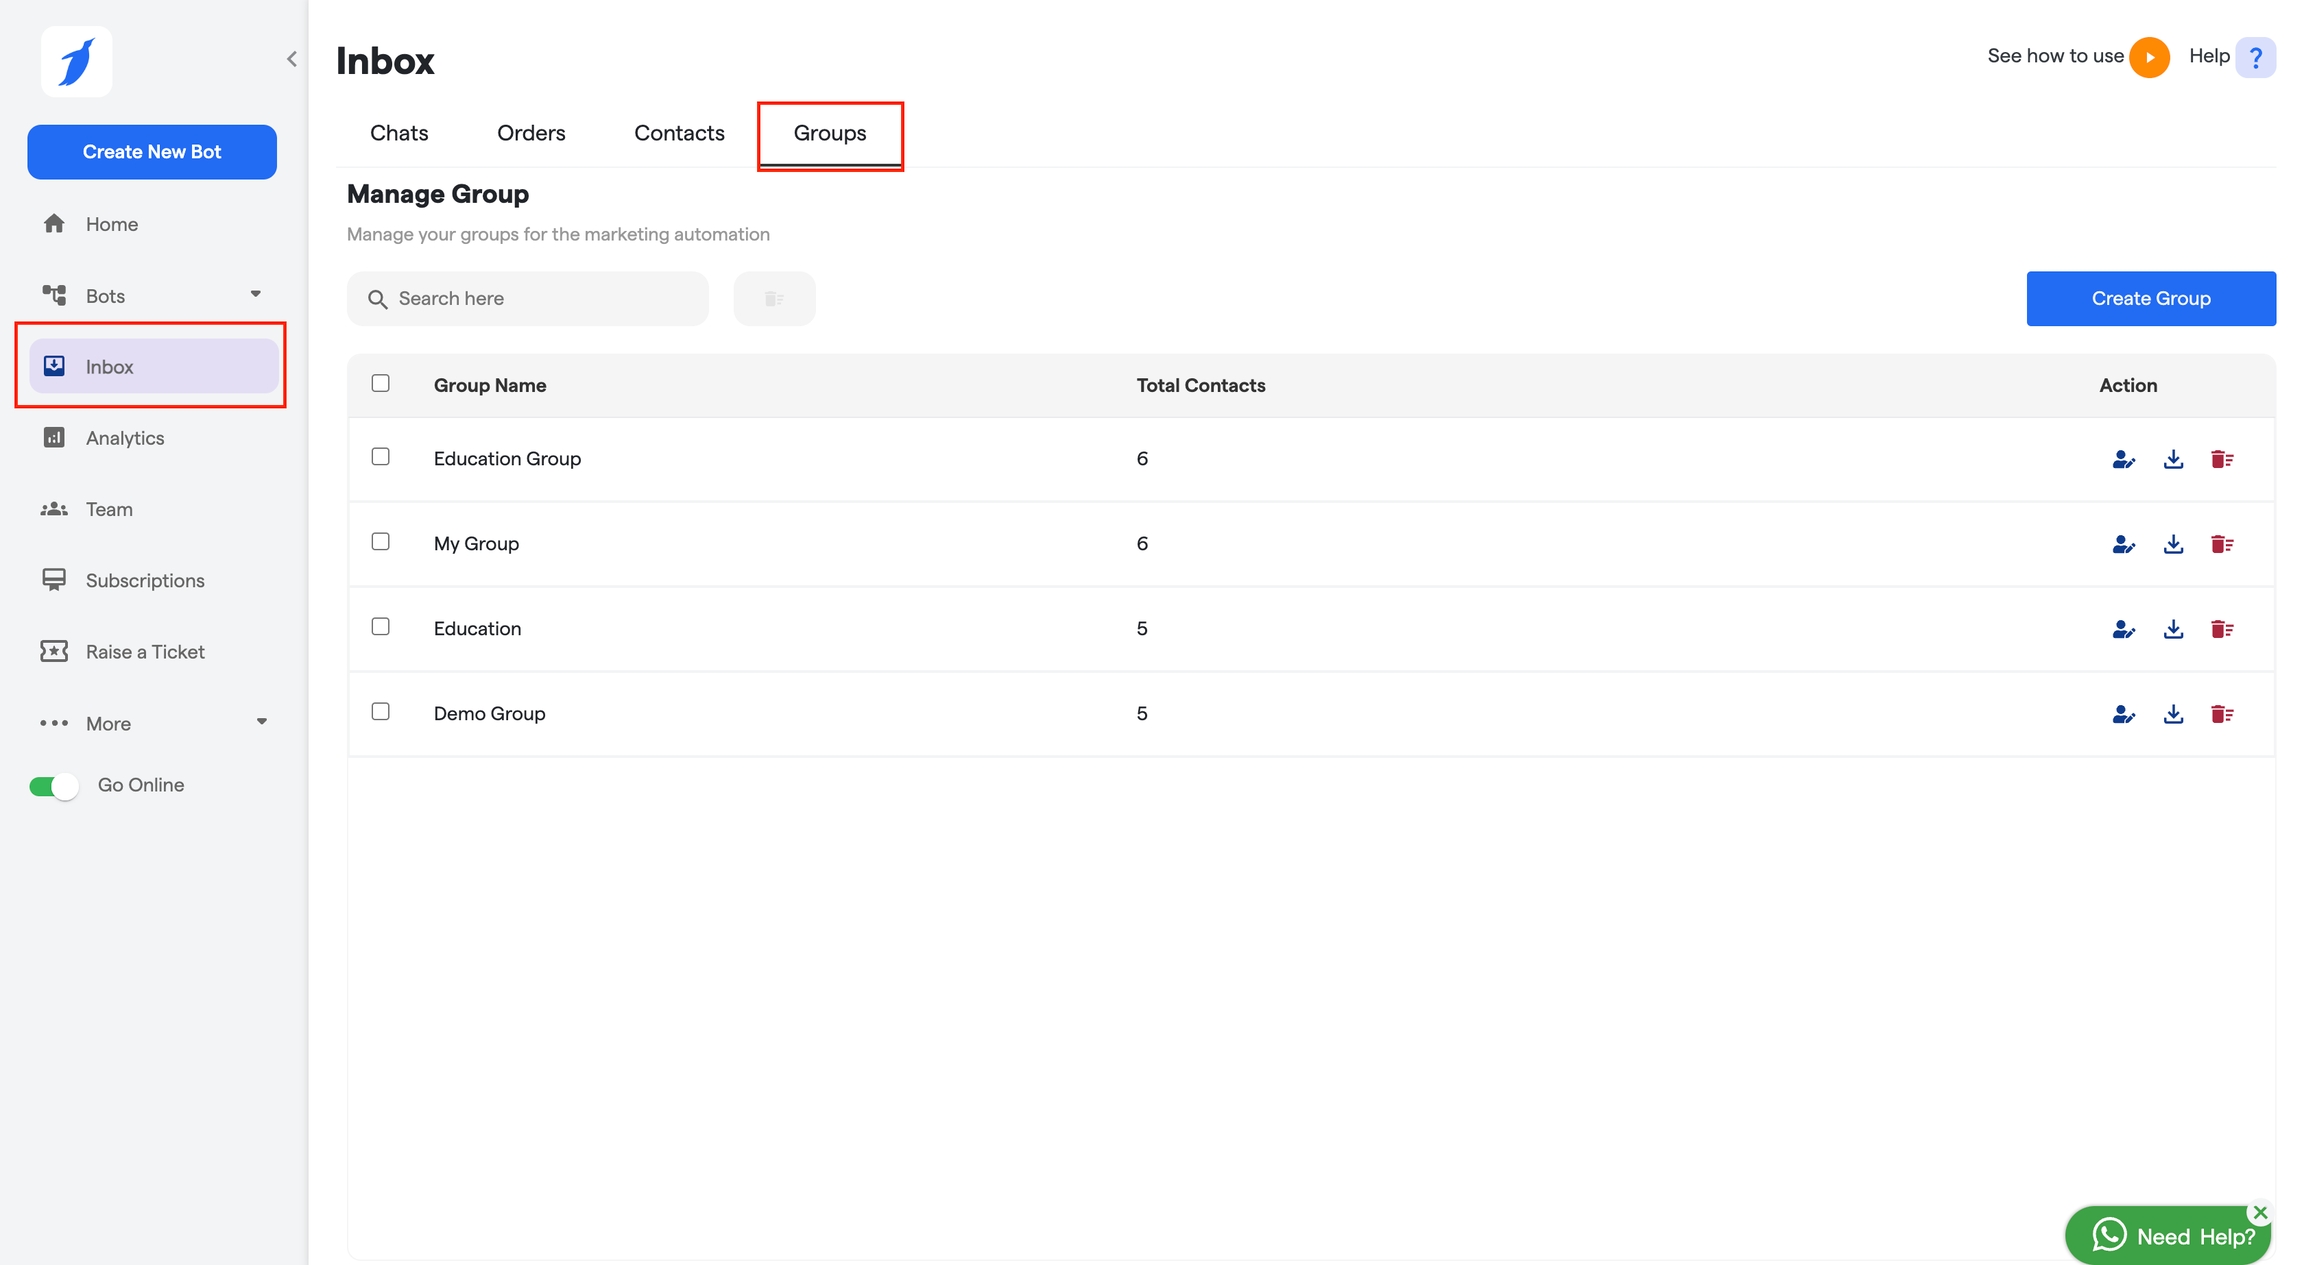 Create New Bot
Home
Bots
Inbox
Analytics
Team
Subscriptions
Raise a Ticket
More
Go Online
Inbox
See how to use
Help ?
Chats Orders Contacts Groups
Manage Group
Manage your groups for the marketing automation
Search here
Create Group
Group Name Total Contacts Action
Education Group 6
My Group 6
Education 5
Demo Group 5
Need Help?